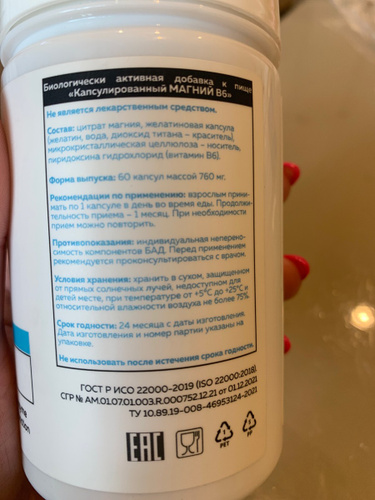 Биологически активная добавка к пище
«Капсулированный МАГНИЙ В6»
Не является лекарственным средством.
Состав: цитрат магния, желатиновая капсула
(желатин, вода, диоксид титана – краситель),
микрокристаллическая целлюлоза – носитель,
пиридоксина гидрохлорид (витамин В6).
Форма выпуска: 60 капсул массой 760 мг.
Рекомендации по применению: взрослым прини-
мать по 1 капсуле в день во время еды. Продолжи-
тельность приема – 1 месяц. При необходимости
прием можно повторить.
Противопоказания: индивидуальная неперено-
симость компонентов БАД. Перед применением
рекомендуется проконсультироваться с врачом.
Условия хранения: хранить в сухом, защищенном
от прямых солнечных лучей, недоступном для
детей месте, при температуре от +5°C до +25°C и
относительной влажности воздуха не более 75%.
Срок годности: 24 месяца с даты изготовления.
Дата изготовления и номер партии указаны на
упаковке.
Не использовать после истечения срока годности.
ГОСТ Р ИСО 22000-2019 (ISO 22000:2018)
СГР № AM.01.07.01.003.R.000752.12.21 от 01.12.2021
ТУ 10.89.19-008-46953124-2021
EAC
PET
PP